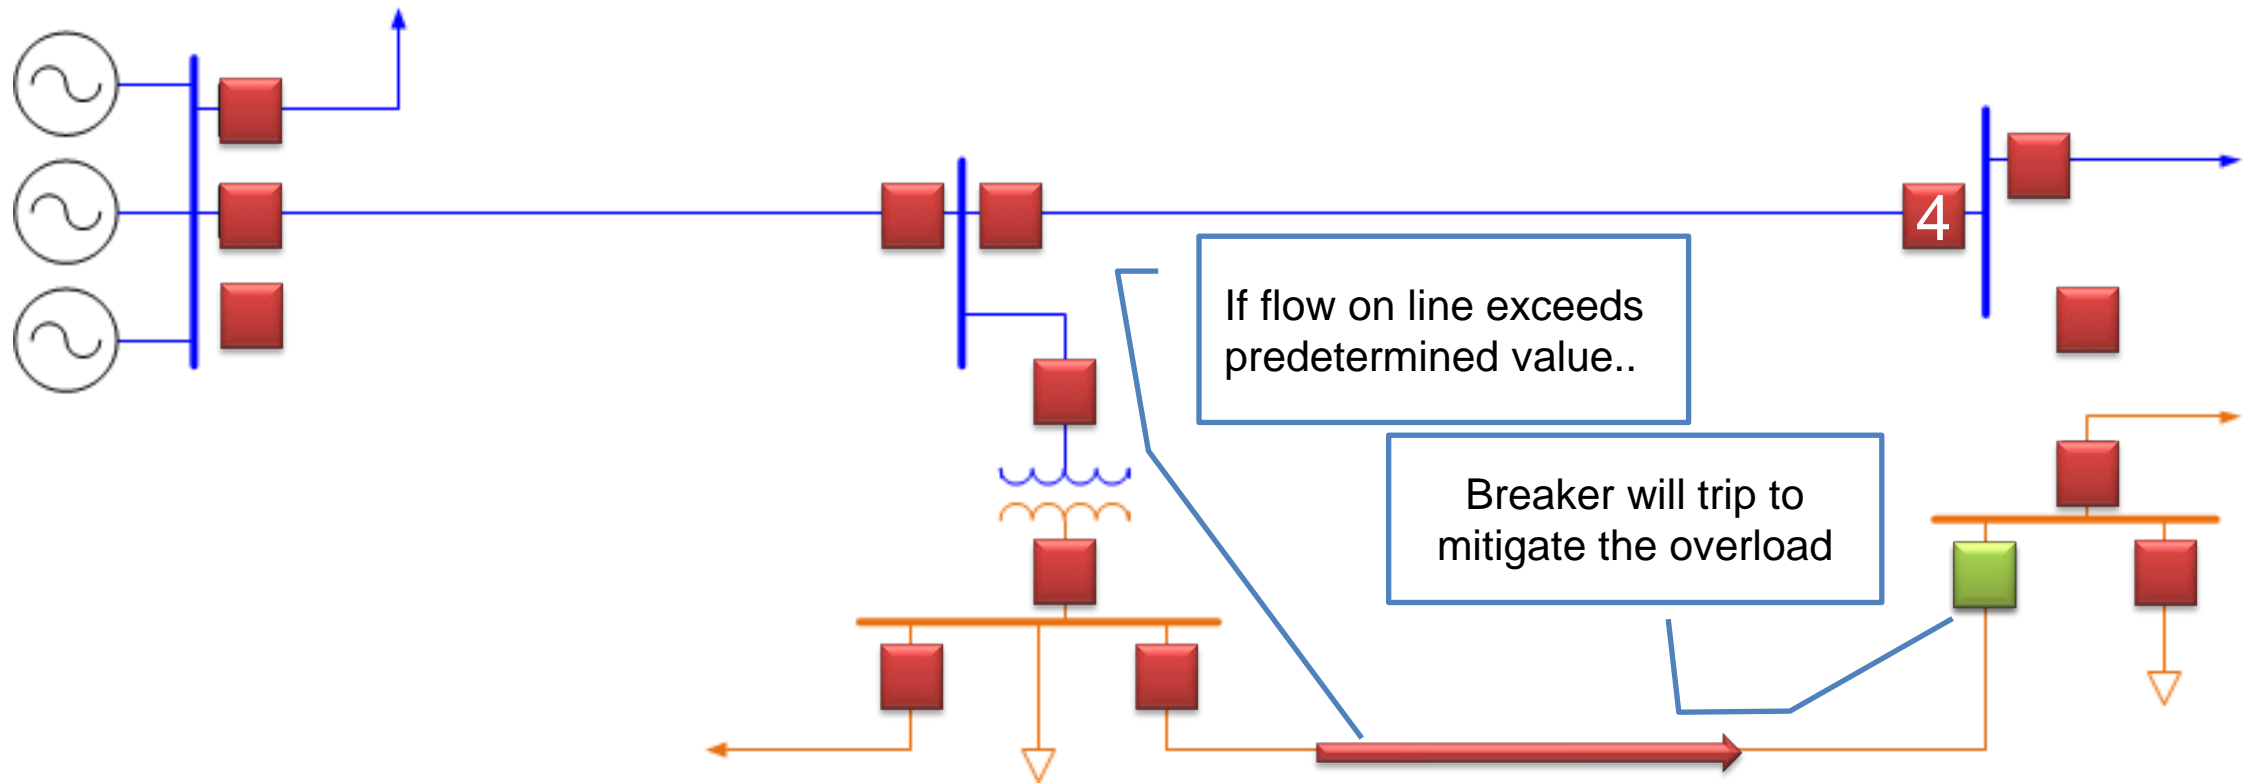 4
If flow on line exceeds
predetermined value..
Breaker will trip to
mitigate the overload